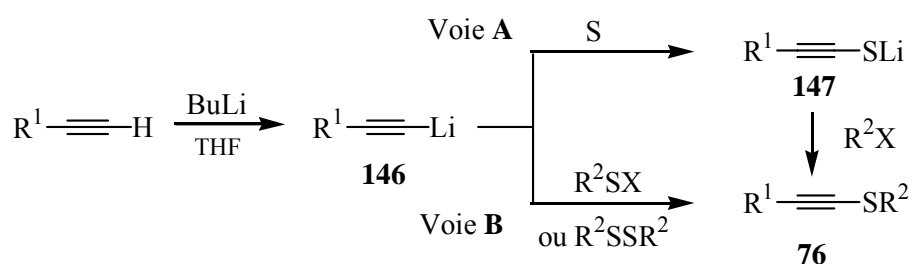 Voie A
S
R¹ SLi
147
R¹ H
BuLi
THF
R¹ Li
146
R²X
R²SX
Voie B
ou R²SSR²
R¹ SR²
76